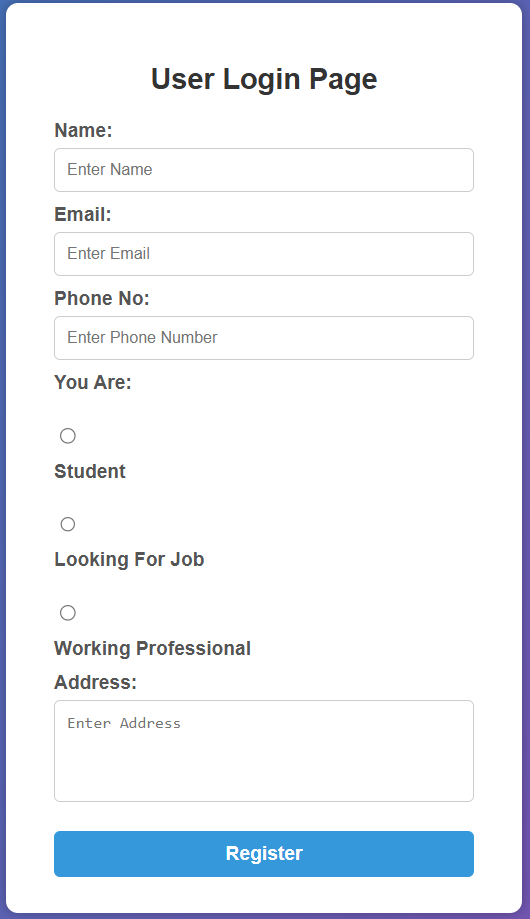 User Login Page
Name:
Enter Name
Email:
Enter Email
Phone No:
Enter Phone Number
You Are:
Student
Looking For Job
Working Professional
Address:
Enter Address
Register